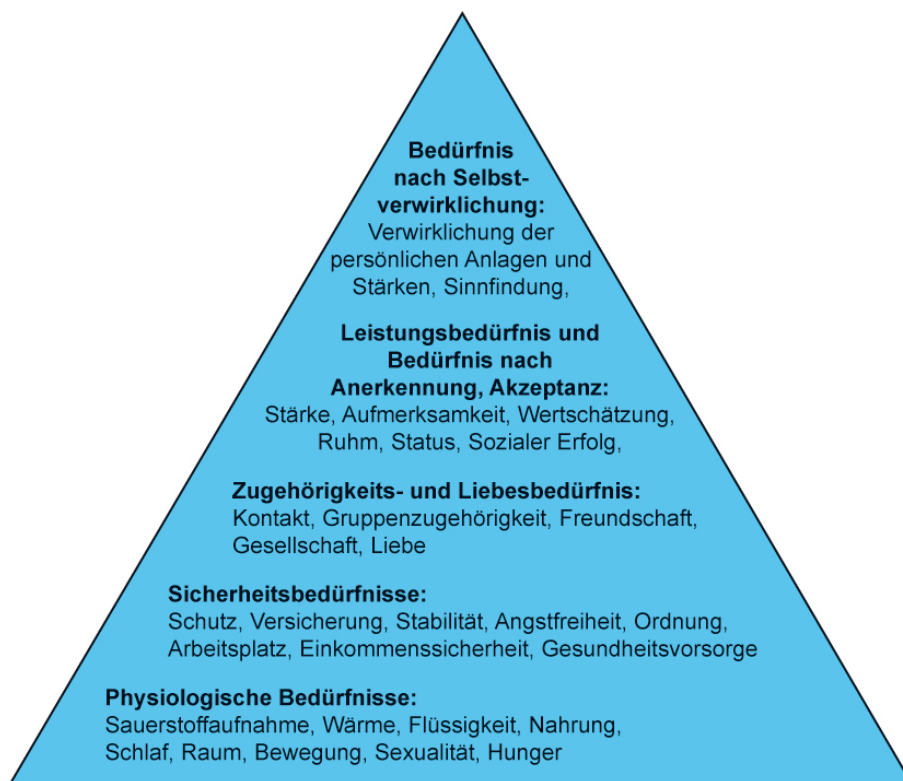 Bedürfnis
nach Selbst-
verwirklichung:
Verwirklichung der
persönlichen Anlagen und
Stärken, Sinnfindung,
Leistungsbedürfnis und
Bedürfnis nach
Anerkennung, Akzeptanz:
Stärke, Aufmerksamkeit, Wertschätzung,
Ruhm, Status, Sozialer Erfolg,
Zugehörigkeits- und Liebesbedürfnis:
Kontakt, Gruppenzugehörigkeit, Freundschaft,
Gesellschaft, Liebe
Sicherheitsbedürfnisse:
Schutz, Versicherung, Stabilität, Angstfreiheit, Ordnung,
Arbeitsplatz, Einkommenssicherheit, Gesundheitsvorsorge
Physiologische Bedürfnisse:
Sauerstoffaufnahme, Wärme, Flüssigkeit, Nahrung,
Schlaf, Raum, Bewegung, Sexualität, Hunger